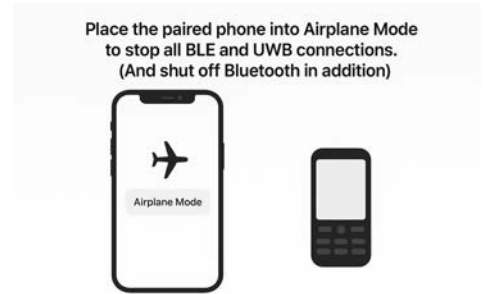 Place the paired phone into Airplane Mode
to stop all BLE and UWB connections.
(And shut off Bluetooth in addition)
Airplane Mode